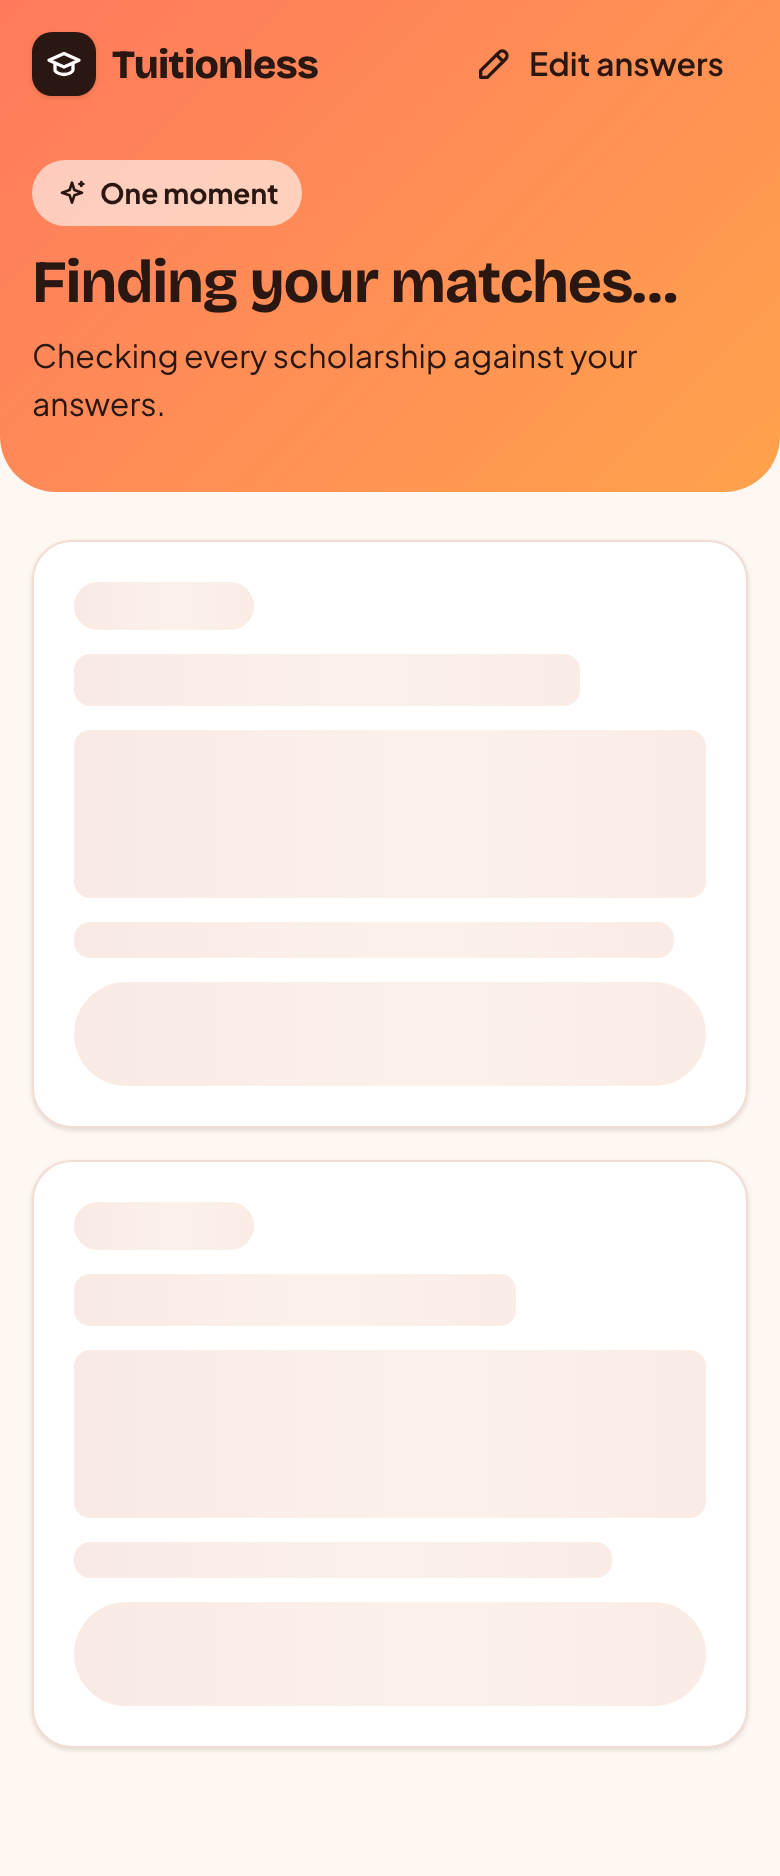 Tuitionless
Edit answers
One moment
Finding your matches...
Checking every scholarship against your
answers.